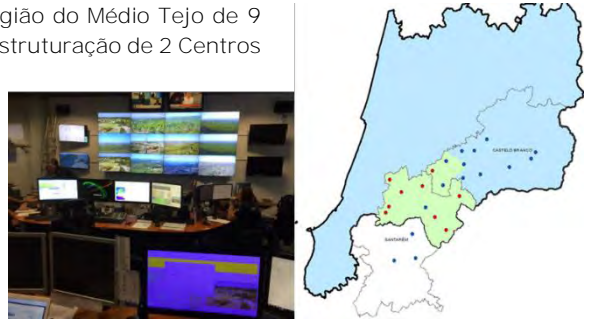 gião do Médio Tejo de 9
struturação de 2 Centros
CASTELO BRANCO
SANTARÉM